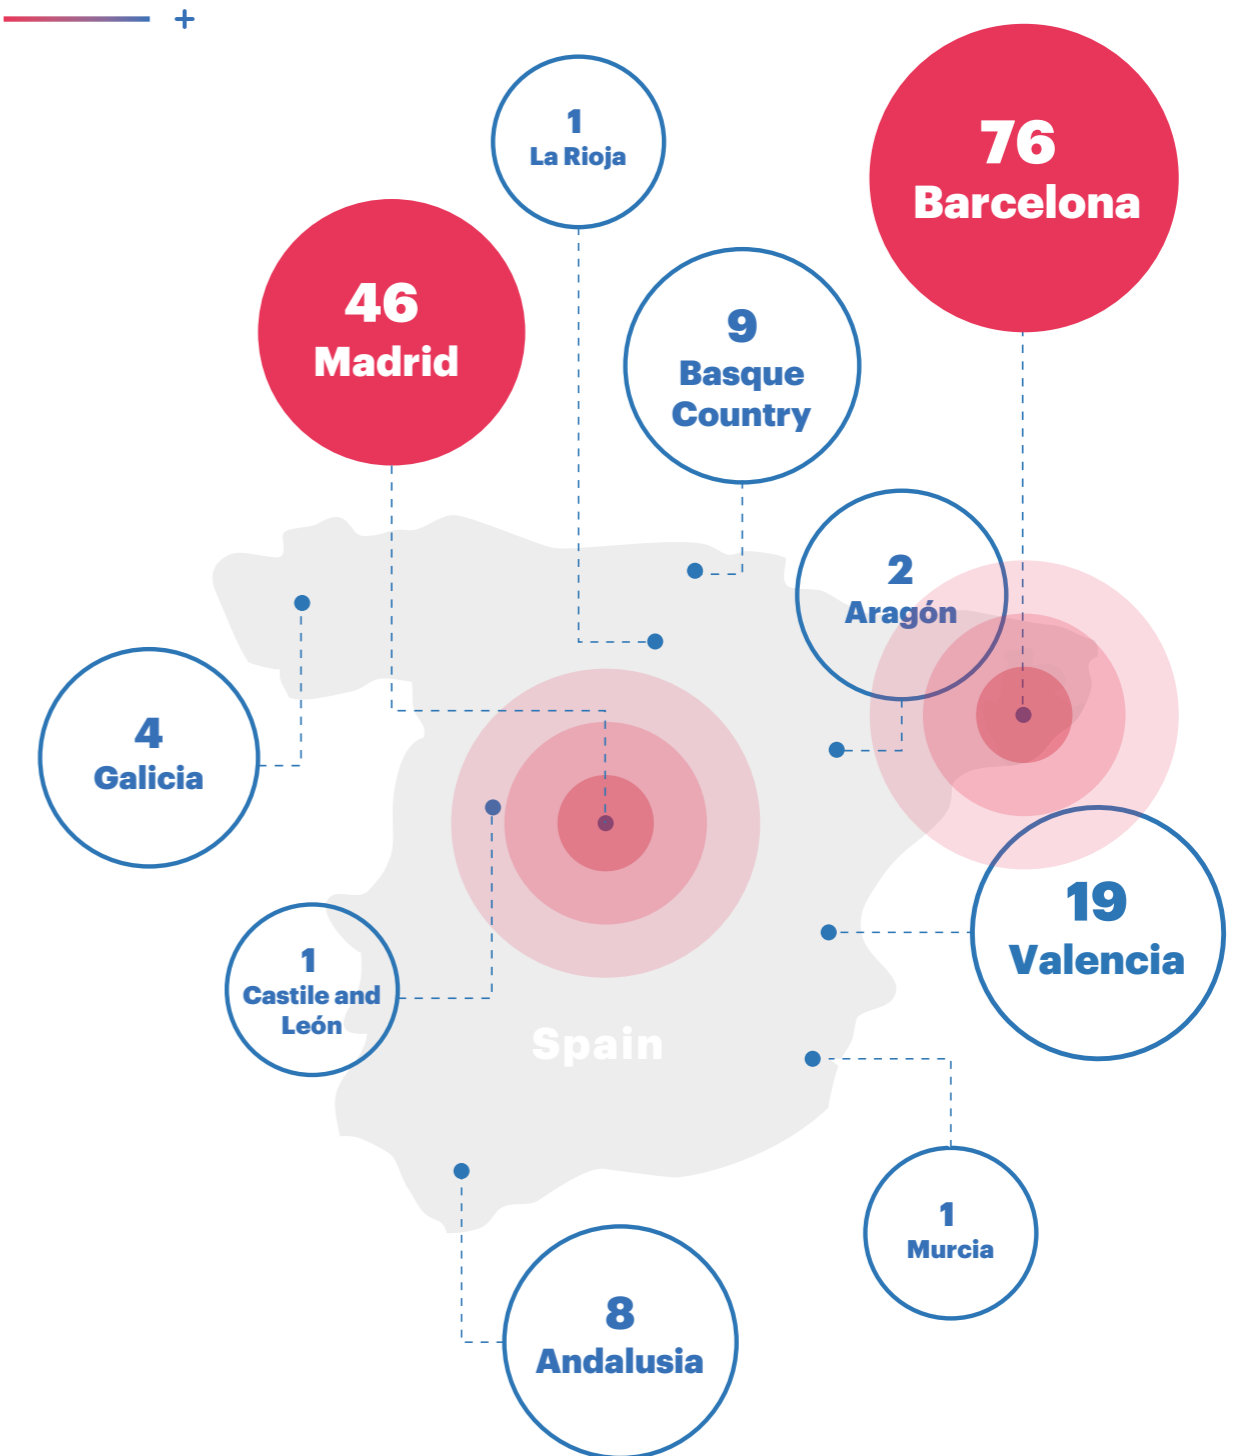 +
1
La Rioja
76
Barcelona
46
Madrid
9
Basque
Country
2
Aragón
4
Galicia
19
Valencia
1
Castile and
León
Spain
1
Murcia
8
Andalusia